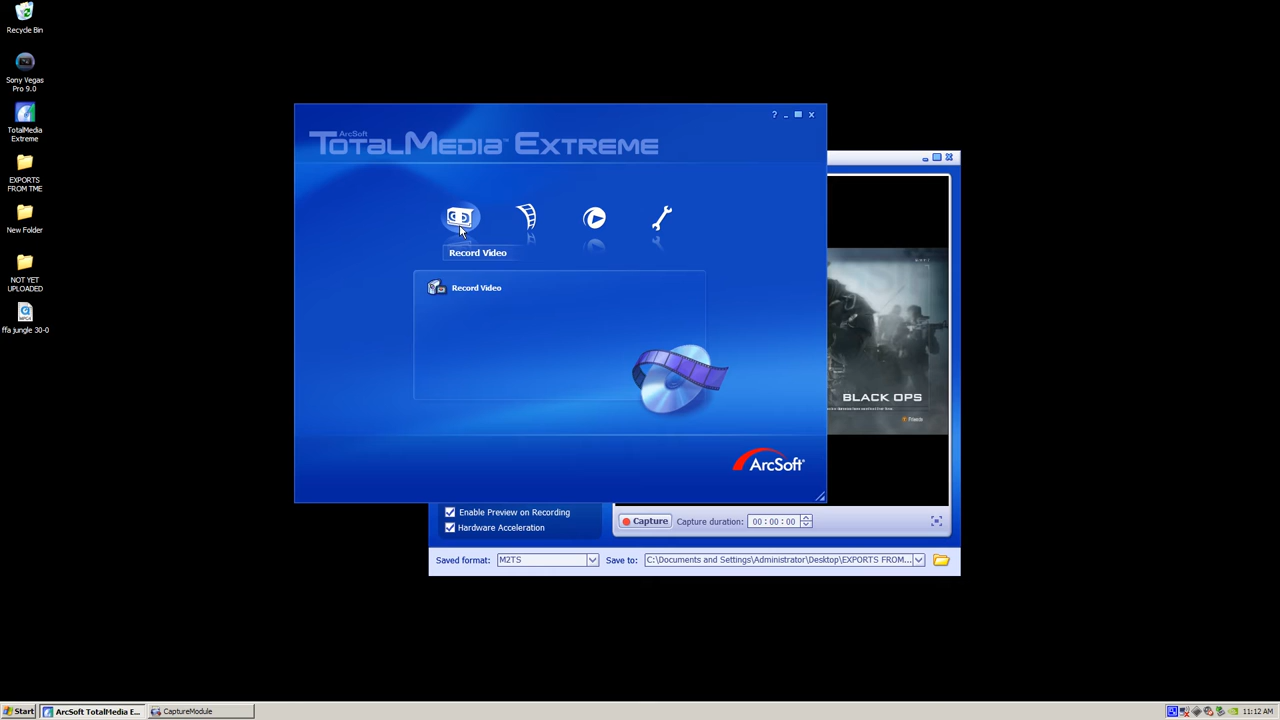 Recycle Bin
Sony Vegas
Pro 9.0
TotalMedia
Extreme
EXPORTS
FROM TME
New Folder
NOT YET
UPLOADED
ffa jungle 30-0
ArcSoft
TOTALMEDIA™ EXTREME
?
Record Video
Record Video
ArcSoft®
BLACK OPS
Enable Preview on Recording
Hardware Acceleration
Capture
Capture duration:
00 : 00 : 00
Saved format:
M2TS
Save to:
C:\Documents and Settings\Administrator\Desktop\EXPORTS FROM...
Start
ArcSoft TotalMedia E...
CaptureModule
11:12 AM